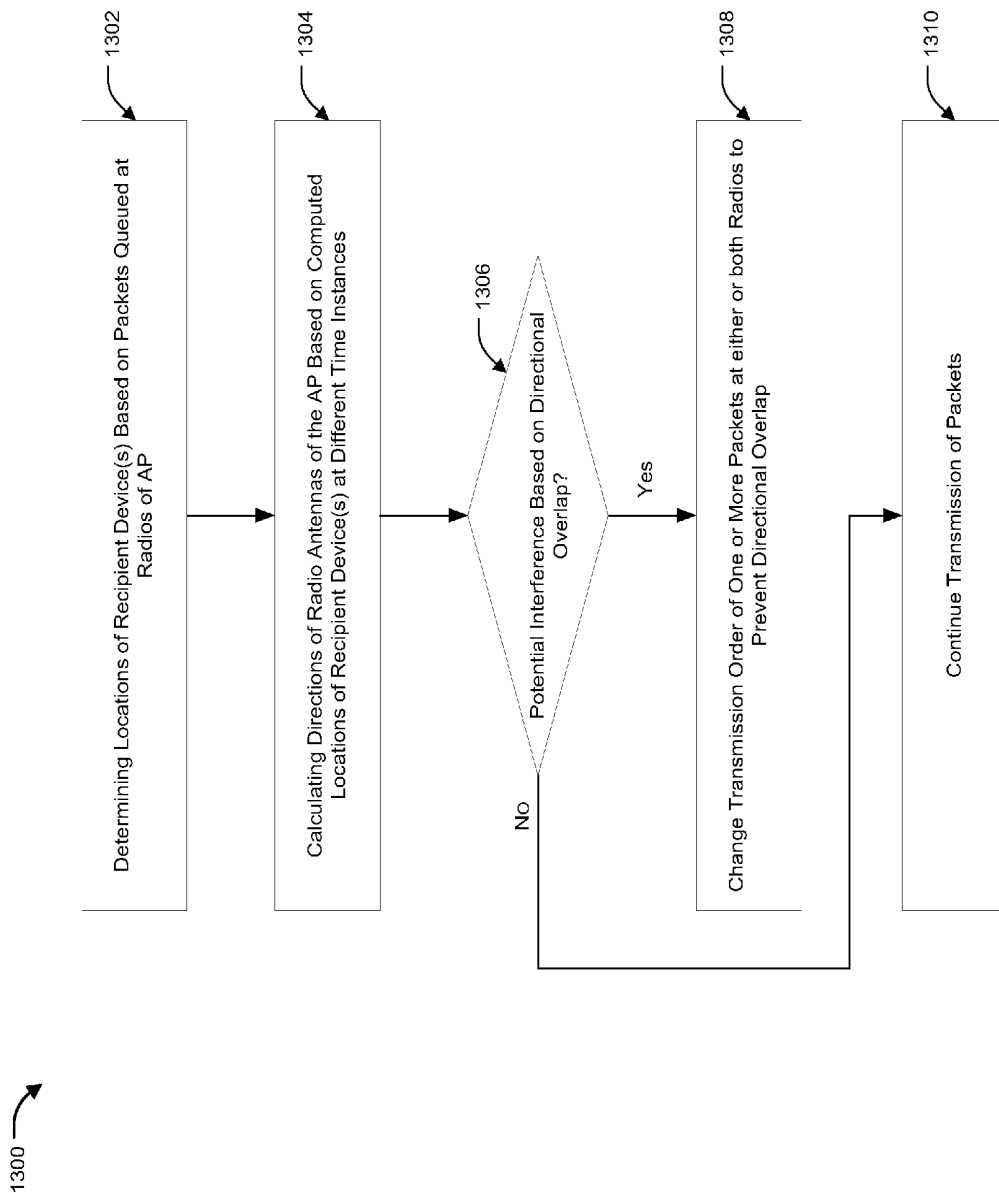 1300
1302
Determining Locations of Recipient Device(s) Based on Packets Queued at
Radios of AP
1304
Calculating Directions of Radio Antennas of the AP Based on Computed
Locations of Recipient Device(s) at Different Time Instances
1306
Potential Interference Based on Directional
Overlap?
No
Yes
1308
Change Transmission Order of One or More Packets at either or both Radios to
Prevent Directional Overlap
1310
Continue Transmission of Packets